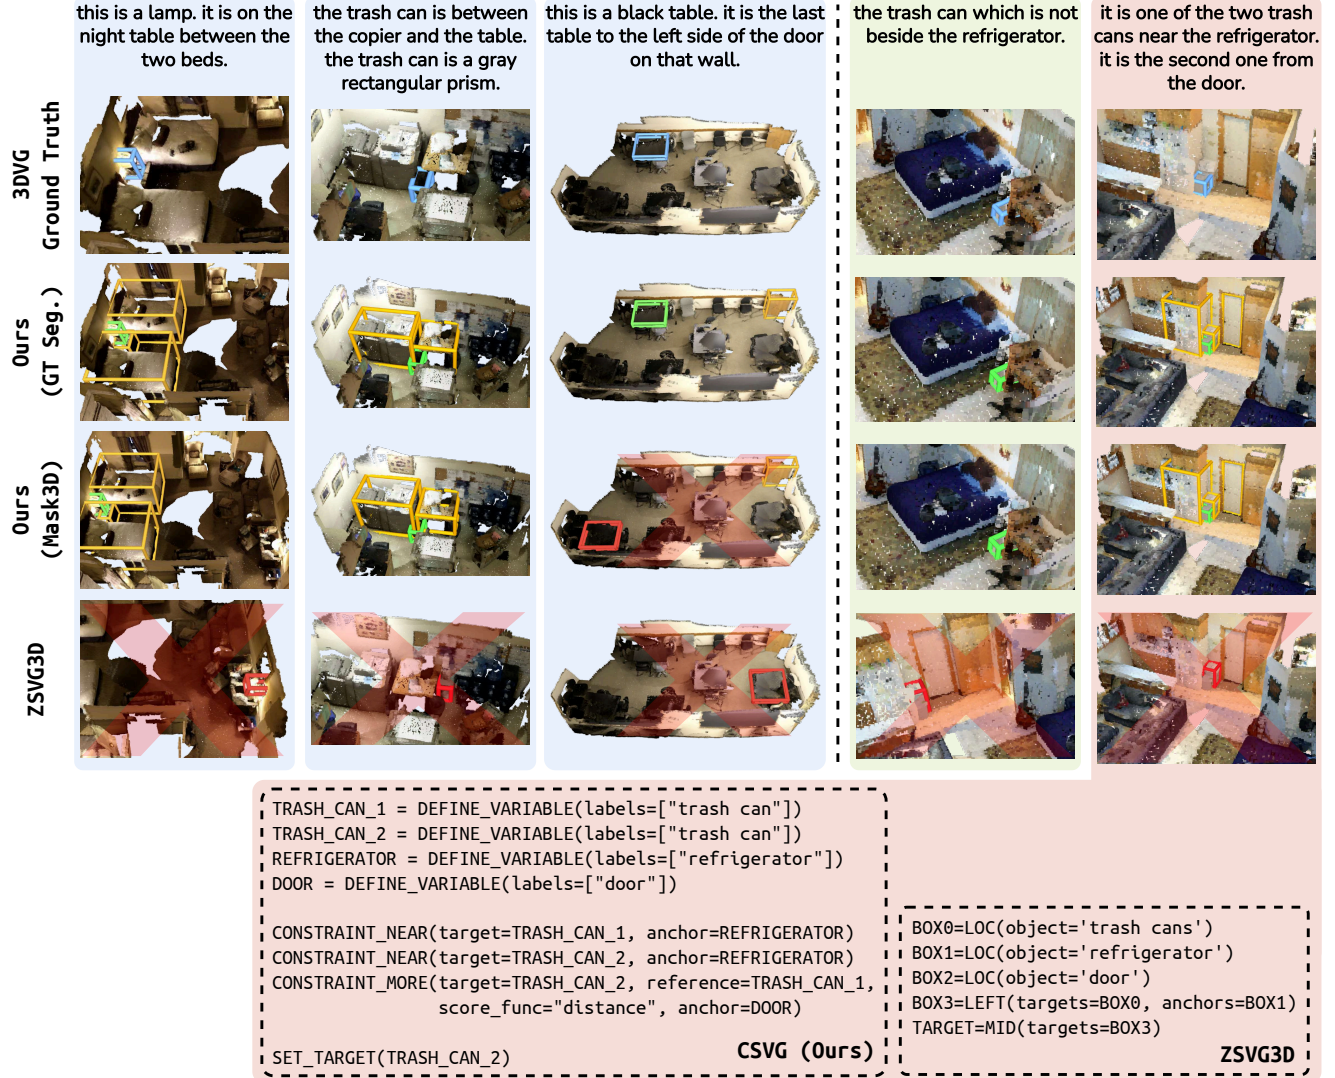 this is a lamp. it is on the
night table between the
two beds.
the trash can is between
the copier and the table.
the trash can is a gray
rectangular prism.
this is a black table. it is the last
table to the left side of the door
on that wall.
the trash can which is not
beside the refrigerator.
it is one of the two trash
cans near the refrigerator.
it is the second one from
the door.
3DVG
Ground Truth
Ours
(GT Seg.)
Ours
(Mask3D)
ZSVG3D
TRASH_CAN_1 = DEFINE_VARIABLE(labels=["trash can"])
TRASH_CAN_2 = DEFINE_VARIABLE(labels=["trash can"])
REFRIGERATOR = DEFINE_VARIABLE(labels=["refrigerator"])
DOOR = DEFINE_VARIABLE(labels=["door"])
CONSTRAINT_NEAR(target=TRASH_CAN_1, anchor=REFRIGERATOR)
CONSTRAINT_NEAR(target=TRASH_CAN_2, anchor=REFRIGERATOR)
CONSTRAINT_MORE(target=TRASH_CAN_2, reference=TRASH_CAN_1,
score_func="distance", anchor=DOOR)
SET_TARGET(TRASH_CAN_2)
CSVG (Ours)
BOX0=LOC(object='trash cans')
BOX1=LOC(object='refrigerator')
BOX2=LOC(object='door')
BOX3=LEFT(targets=BOX0, anchors=BOX1)
TARGET=MID(targets=BOX3)
ZSVG3D